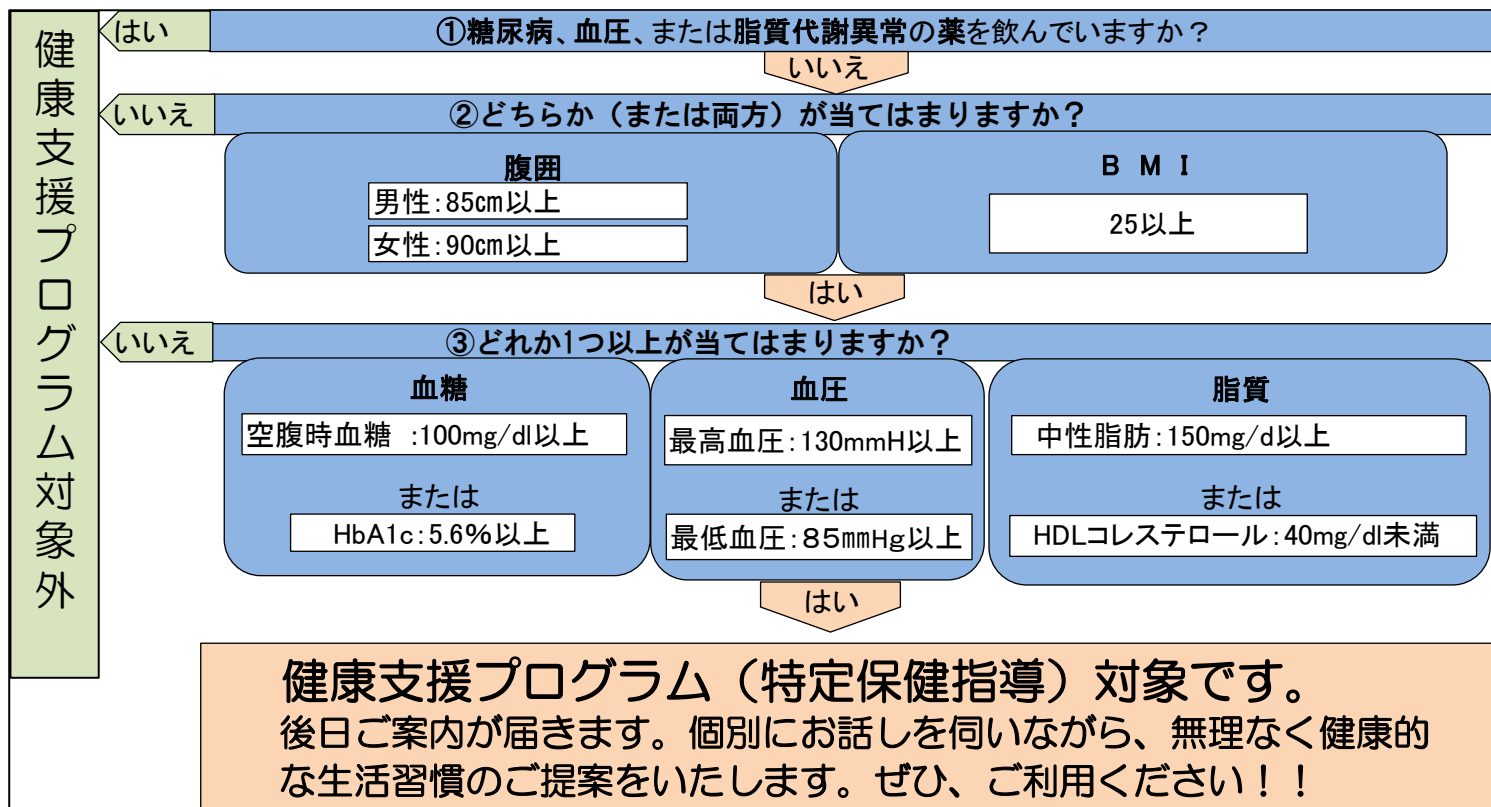 健康支援プログラム対象外
はい
①糖尿病、血圧、または脂質代謝異常の薬を飲んでいますか？
いいえ
いいえ
②どちらか（または両方）が当てはまりますか？
腹囲
男性：85㎝以上
女性：90㎝以上
ＢＭＩ
25以上
はい
いいえ
③どれか1つ以上が当てはまりますか？
血糖
空腹時血糖 :100mg/dl以上
または
HbA1c：5.6%以上
血圧
最高血圧：130mmH以上
または
最低血圧：85mmHg以上
脂質
中性脂肪：150mg/d以上
または
HDLコレステロール：40mg/dl未満
はい
健康支援プログラム（特定保健指導）対象です。
後日ご案内が届きます。個別にお話しを伺いながら、無理なく健康的
な生活習慣のご提案をいたします。ぜひ、ご利用ください！！